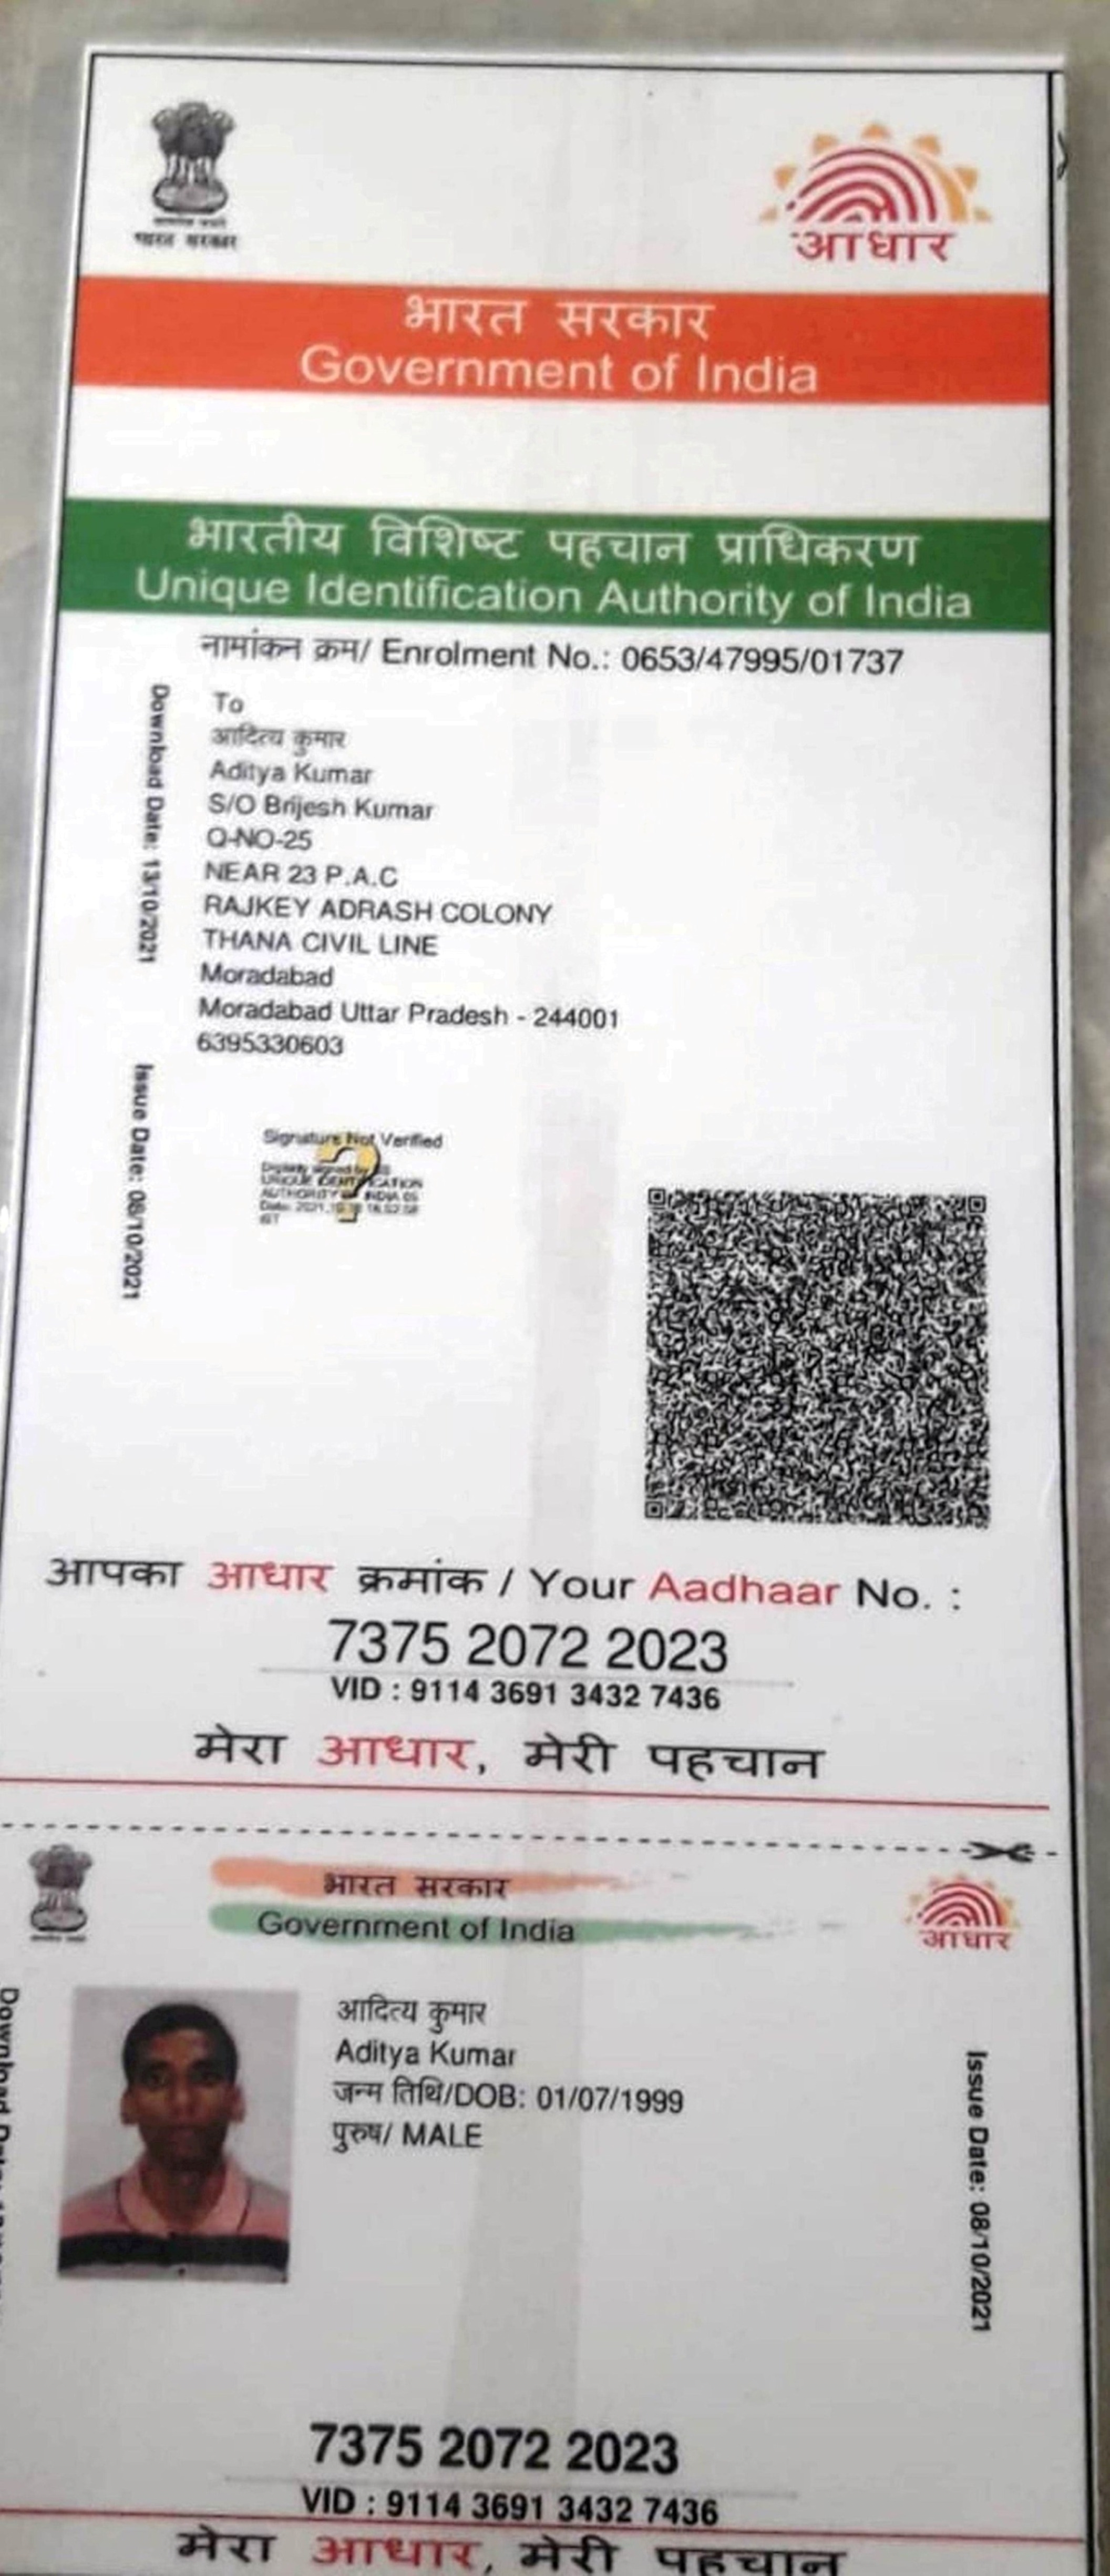 भारत सरकार
आधार
भारत सरकार
Government of India
भारतीय विशिष्ट पहचान प्राधिकरण
Unique Identification Authority of India
नामांकन क्रम/ Enrolment No.: 0653/47995/01737
Download Date: 13/10/2021
Issue Date: 08/10/2021
To
आदित्य कुमार
Aditya Kumar
S/O Brijesh Kumar
Q-NO-25
NEAR 23 P.A.C
RAJKEY ADRASH COLONY
THANA CIVIL LINE
Moradabad
Moradabad Uttar Pradesh - 244001
6395330603
Signature Not Verified
आपका आधार क्रमांक / Your Aadhaar No. :
7375 2072 2023
VID : 9114 3691 3432 7436
मेरा आधार, मेरी पहचान
भारत सरकार
Government of India
आधार
आदित्य कुमार
Aditya Kumar
जन्म तिथि/DOB: 01/07/1999
पुरुष/ MALE
Issue Date: 08/10/2021
7375 2072 2023
VID : 9114 3691 3432 7436
मेरा आधार, मेरी पहचान